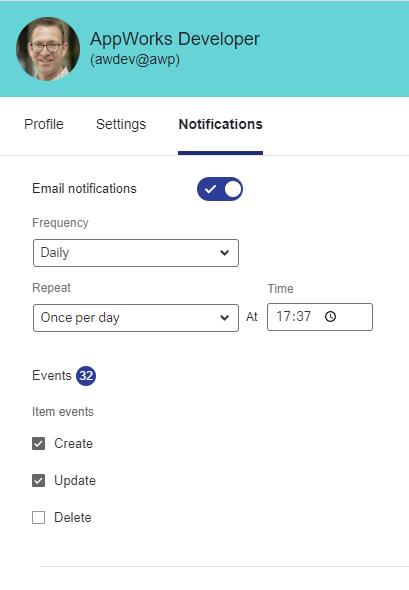 AppWorks Developer
(awdev@awp)
Profile Settings Notifications
Email notifications
Frequency
Daily
Repeat Time
Once per day At 17:37
Events 32
Item events
Create
Update
Delete